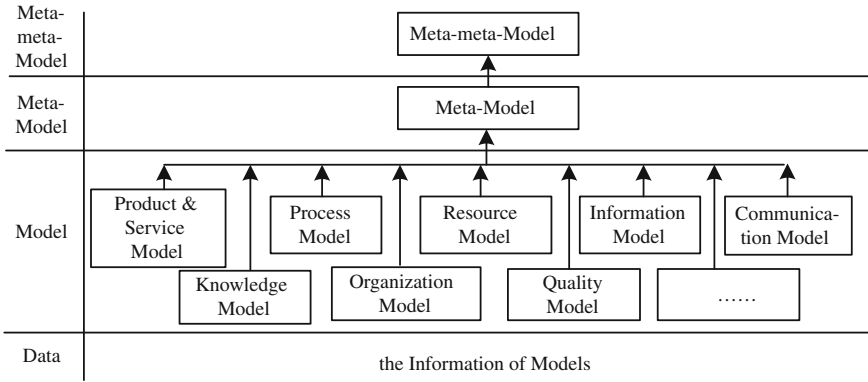 Meta-
meta-
Model
Meta-meta-Model
Meta-
Model
Meta-Model
Model
Product &
Service
Model
Process
Model
Resource
Model
Information
Model
Communica-
tion Model
Knowledge
Model
Organization
Model
Quality
Model
……
Data
the Information of Models